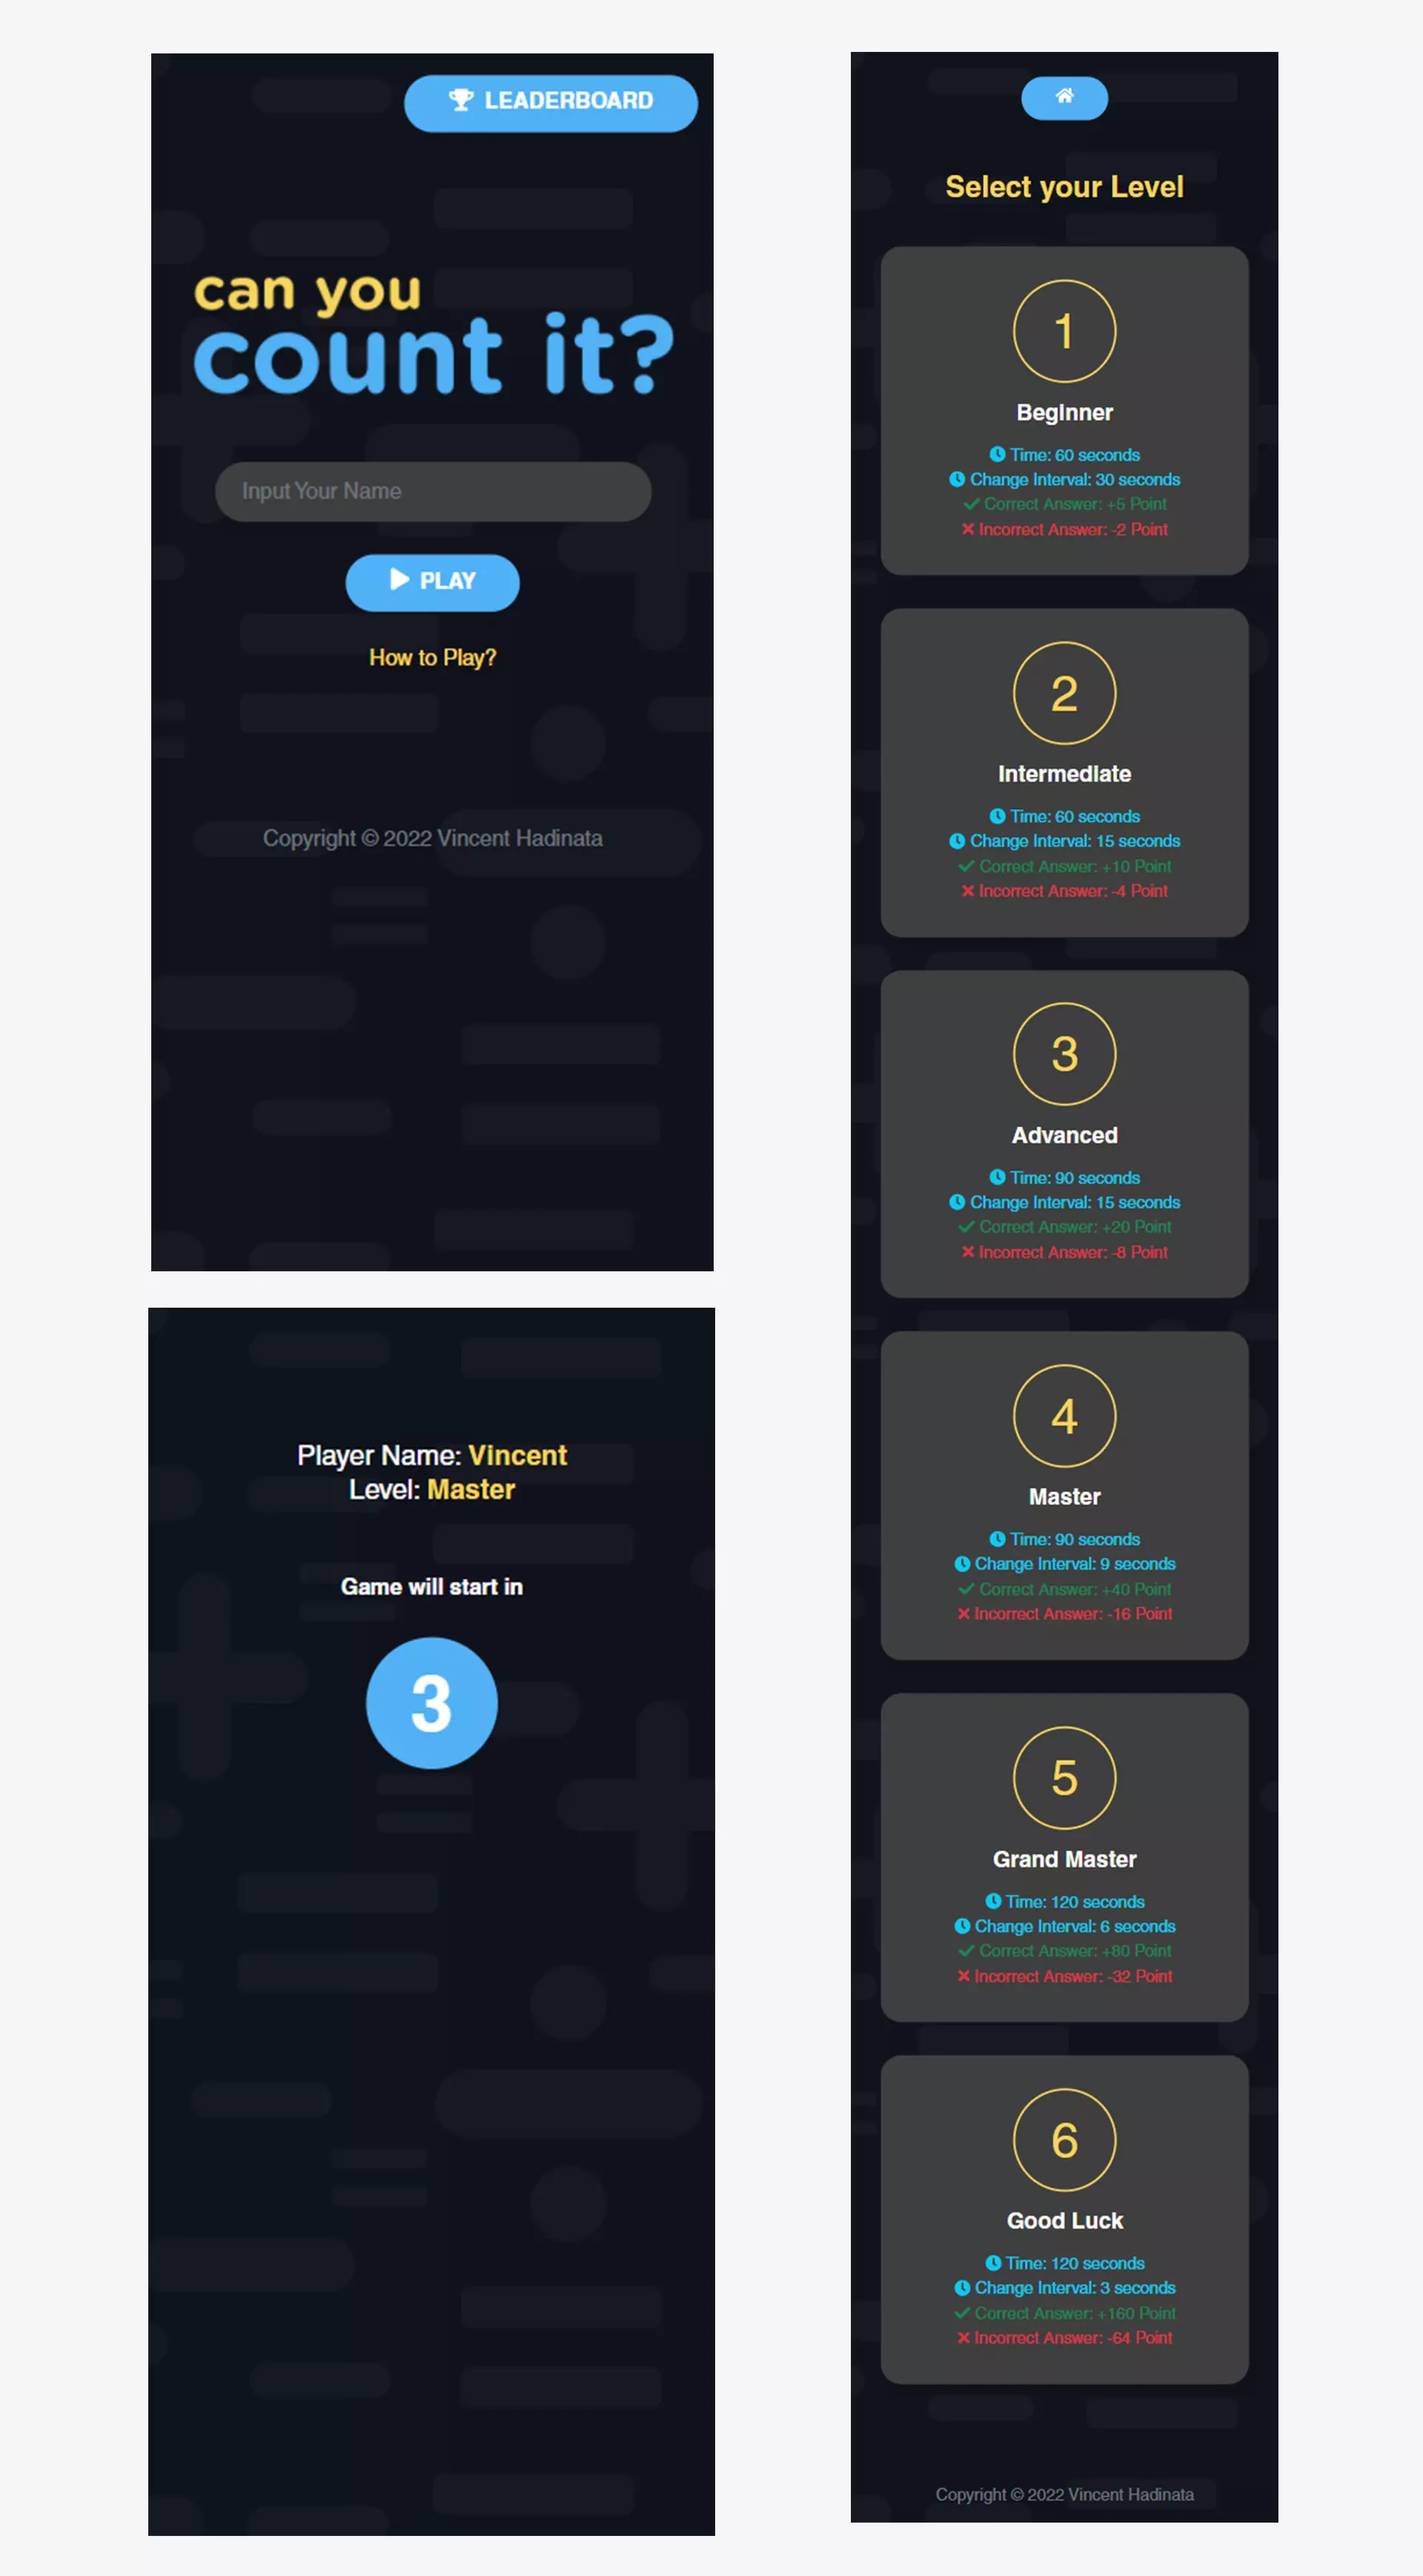 LEADERBOARD
can you
count it?
Input Your Name
PLAY
How to Play?
Copyright © 2022 Vincent Hadinata
Player Name: Vincent
Level: Master
Game will start in
3
Select your Level
1
Beginner
Time: 60 seconds
Change Interval: 30 seconds
Correct Answer: +5 Point
Incorrect Answer: -2 Point
2
Intermediate
Time: 60 seconds
Change Interval: 15 seconds
Correct Answer: +10 Point
Incorrect Answer: -4 Point
3
Advanced
Time: 90 seconds
Change Interval: 15 seconds
Correct Answer: +20 Point
Incorrect Answer: -8 Point
4
Master
Time: 90 seconds
Change Interval: 9 seconds
Correct Answer: +40 Point
Incorrect Answer: -16 Point
5
Grand Master
Time: 120 seconds
Change Interval: 6 seconds
Correct Answer: +80 Point
Incorrect Answer: -32 Point
6
Good Luck
Time: 120 seconds
Change Interval: 3 seconds
Correct Answer: +160 Point
Incorrect Answer: -64 Point
Copyright © 2022 Vincent Hadinata